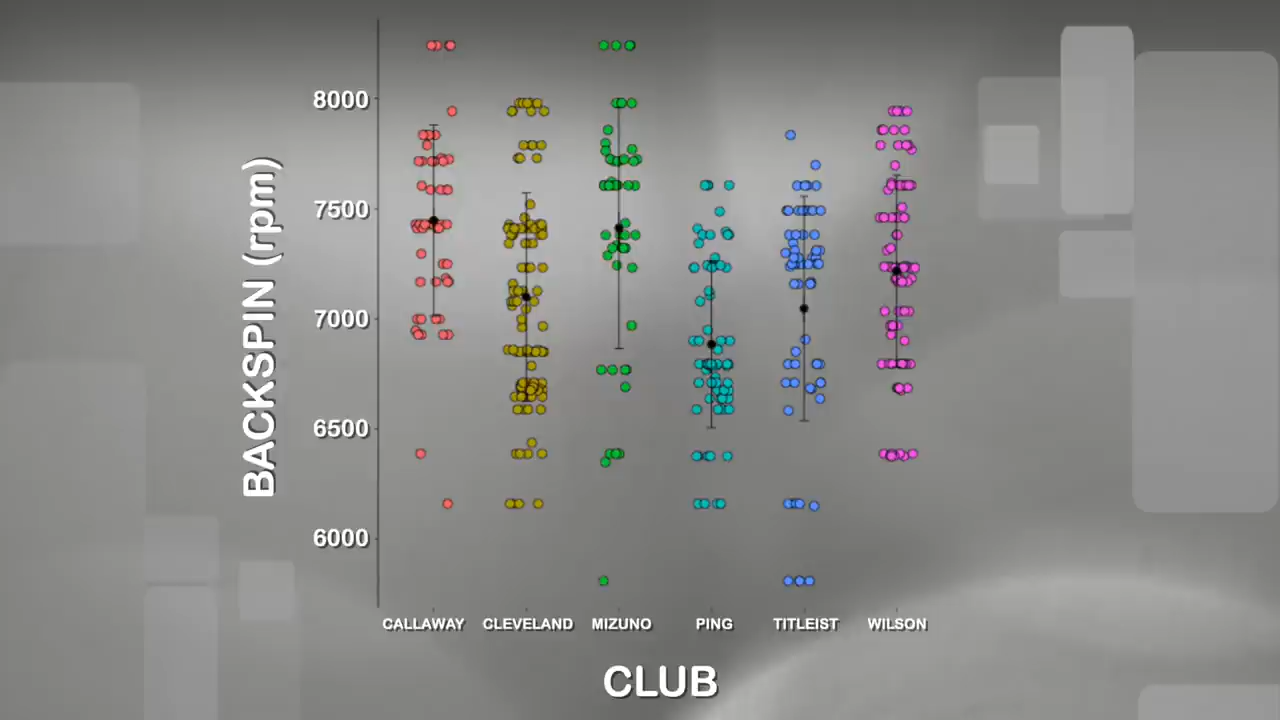 8000
7500
7000
6500
6000
BACKSPIN (rpm)
CALLAWAY CLEVELAND MIZUNO PING TITLEIST WILSON
CLUB